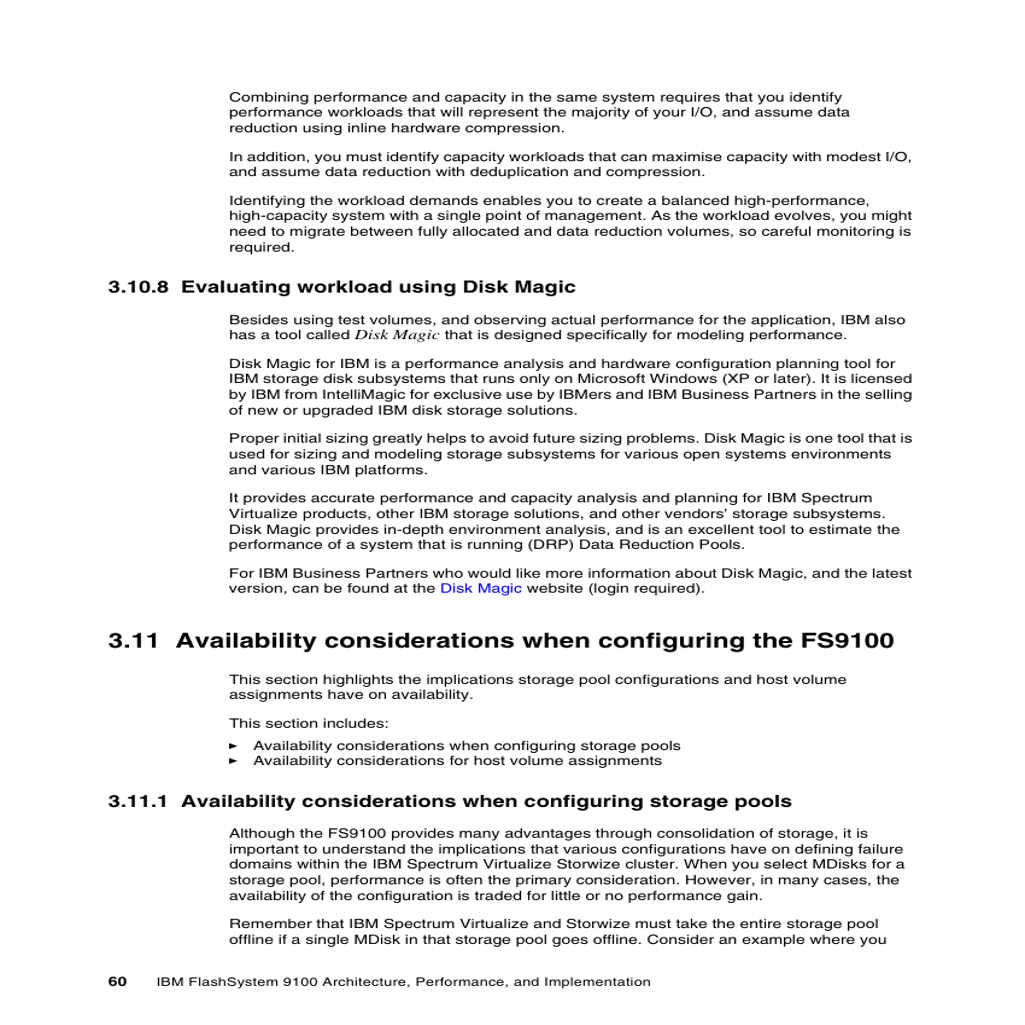 Combining performance and capacity in the same system requires that you identify
performance workloads that will represent the majority of your I/O, and assume data
reduction using inline hardware compression.
In addition, you must identify capacity workloads that can maximise capacity with modest I/O,
and assume data reduction with deduplication and compression.
Identifying the workload demands enables you to create a balanced high-performance,
high-capacity system with a single point of management. As the workload evolves, you might
need to migrate between fully allocated and data reduction volumes, so careful monitoring is
required.
3.10.8 Evaluating workload using Disk Magic
Besides using test volumes, and observing actual performance for the application, IBM also
has a tool called Disk Magic that is designed specifically for modeling performance.
Disk Magic for IBM is a performance analysis and hardware configuration planning tool for
IBM storage disk subsystems that runs only on Microsoft Windows (XP or later). It is licensed
by IBM from IntelliMagic for exclusive use by IBMers and IBM Business Partners in the selling
of new or upgraded IBM disk storage solutions.
Proper initial sizing greatly helps to avoid future sizing problems. Disk Magic is one tool that is
used for sizing and modeling storage subsystems for various open systems environments
and various IBM platforms.
It provides accurate performance and capacity analysis and planning for IBM Spectrum
Virtualize products, other IBM storage solutions, and other vendors' storage subsystems.
Disk Magic provides in-depth environment analysis, and is an excellent tool to estimate the
performance of a system that is running (DRP) Data Reduction Pools.
For IBM Business Partners who would like more information about Disk Magic, and the latest
version, can be found at the Disk Magic website (login required).
3.11 Availability considerations when configuring the FS9100
This section highlights the implications storage pool configurations and host volume
assignments have on availability.
This section includes:
► Availability considerations when configuring storage pools
► Availability considerations for host volume assignments
3.11.1 Availability considerations when configuring storage pools
Although the FS9100 provides many advantages through consolidation of storage, it is
important to understand the implications that various configurations have on defining failure
domains within the IBM Spectrum Virtualize Storwize cluster. When you select MDisks for a
storage pool, performance is often the primary consideration. However, in many cases, the
availability of the configuration is traded for little or no performance gain.
Remember that IBM Spectrum Virtualize and Storwize must take the entire storage pool
offline if a single MDisk in that storage pool goes offline. Consider an example where you
60 IBM FlashSystem 9100 Architecture, Performance, and Implementation